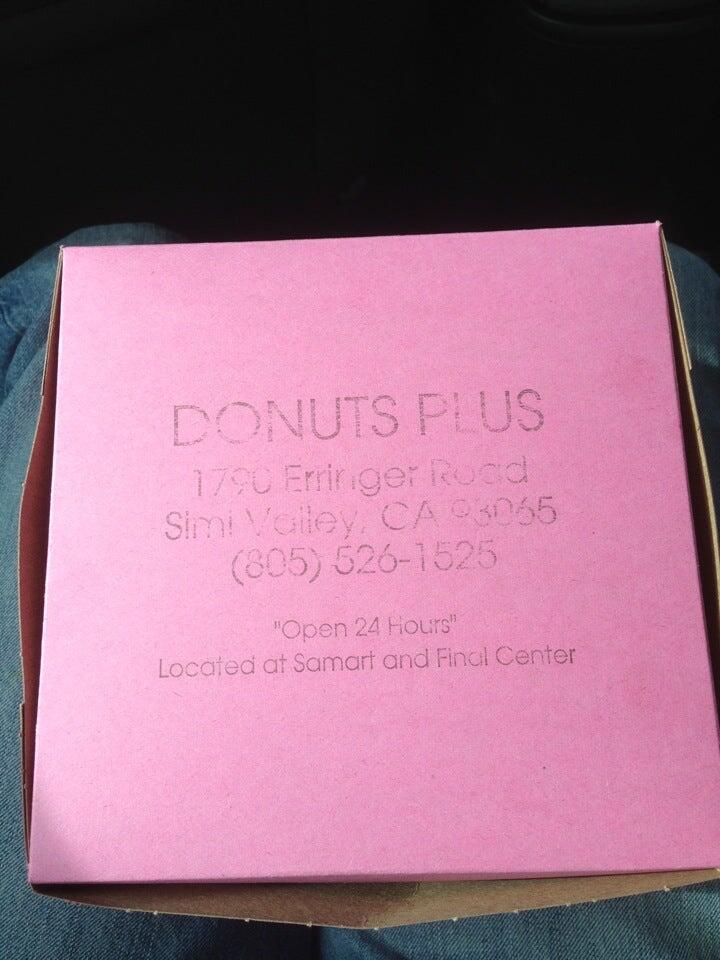 DONUTS PLUS
1790 Erringer Road
Simi Valley, CA 93065
(805) 526-1525
"Open 24 Hours"
Located at Samart and Final Center